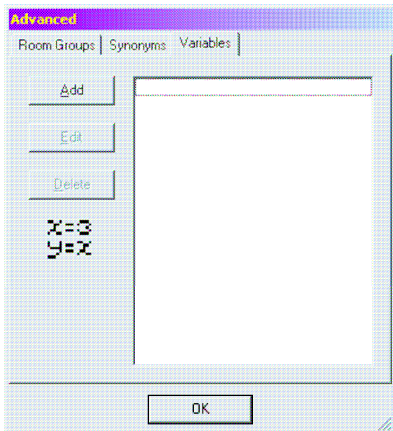 Advanced
Room Groups Synonyms Variables
Add
Edit
Delete
x=3
y=x
OK